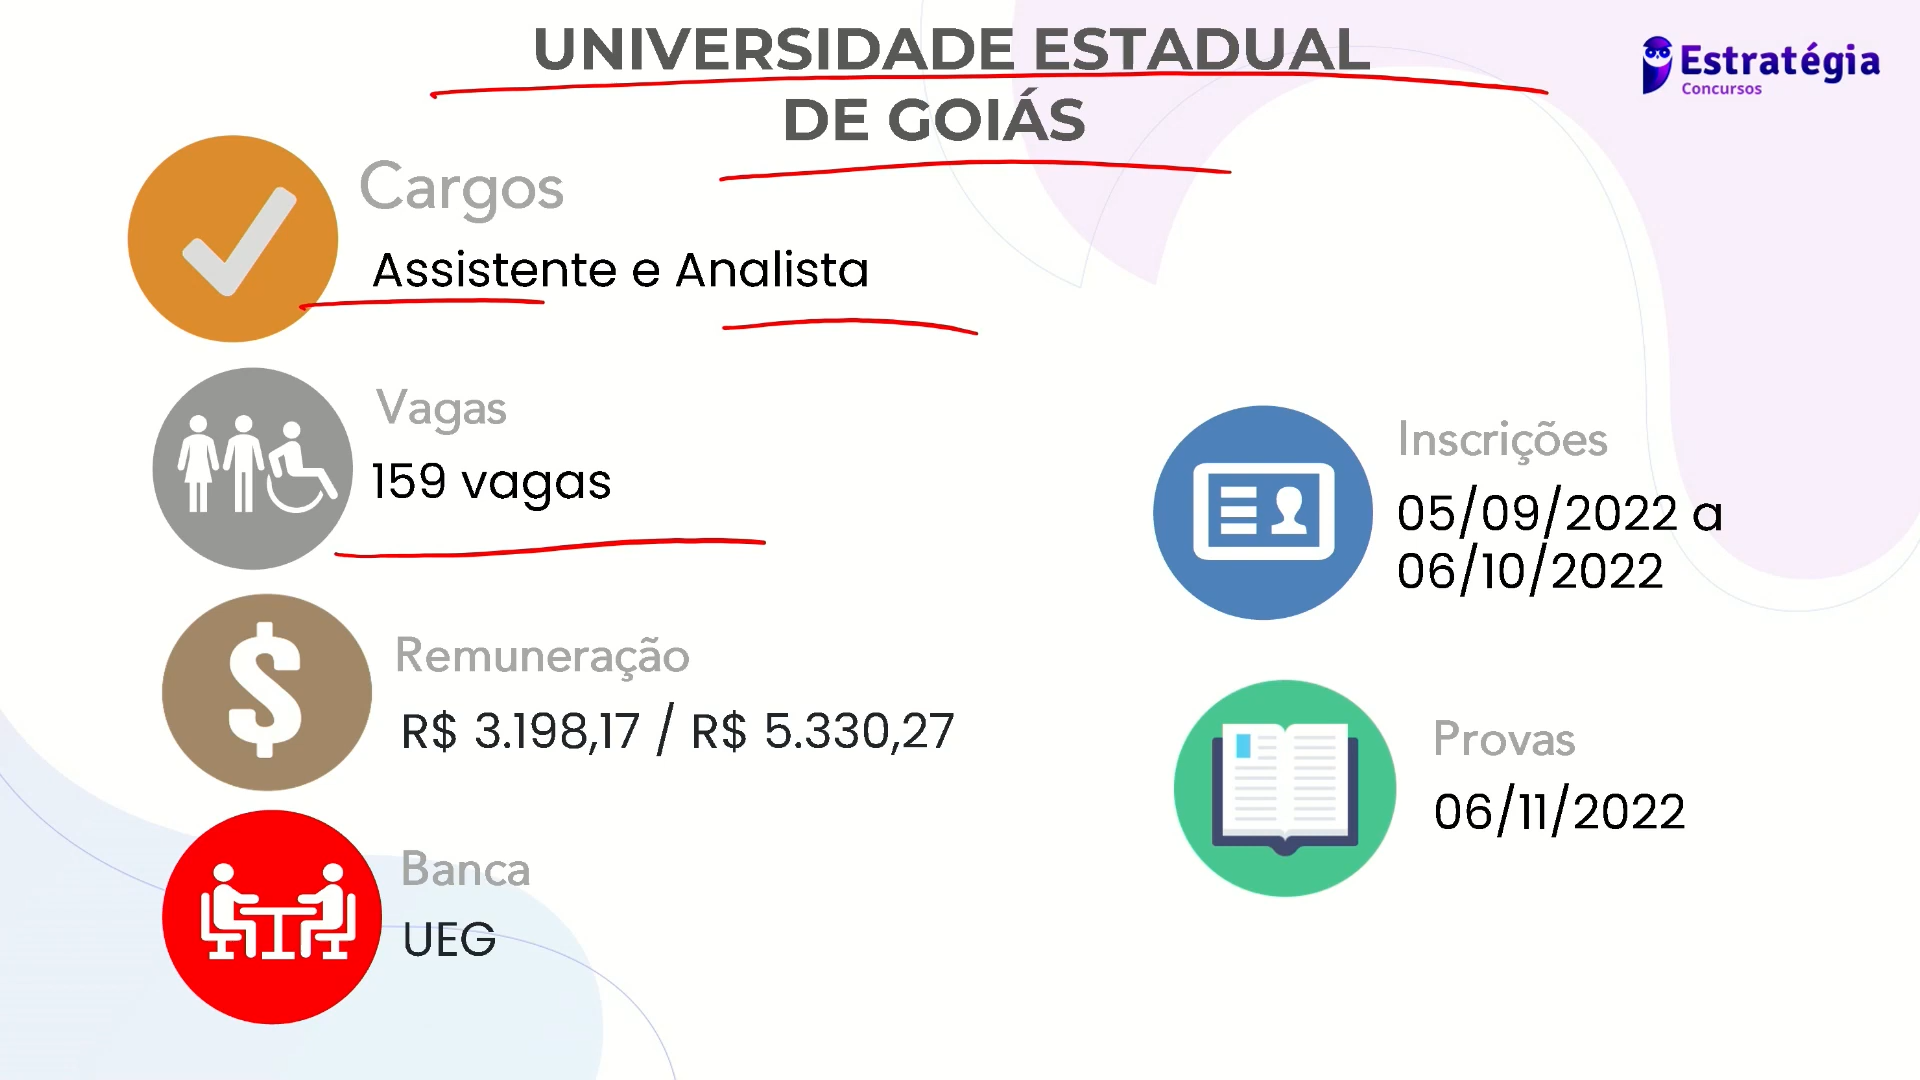 UNIVERSIDADE ESTADUAL
DE GOIÁS
Estratégia
Concursos
Cargos
Assistente e Analista
Vagas
159 vagas
Remuneração
R$ 3.198,17 / R$ 5.330,27
Banca
UEG
Inscrições
05/09/2022 a
06/10/2022
Provas
06/11/2022